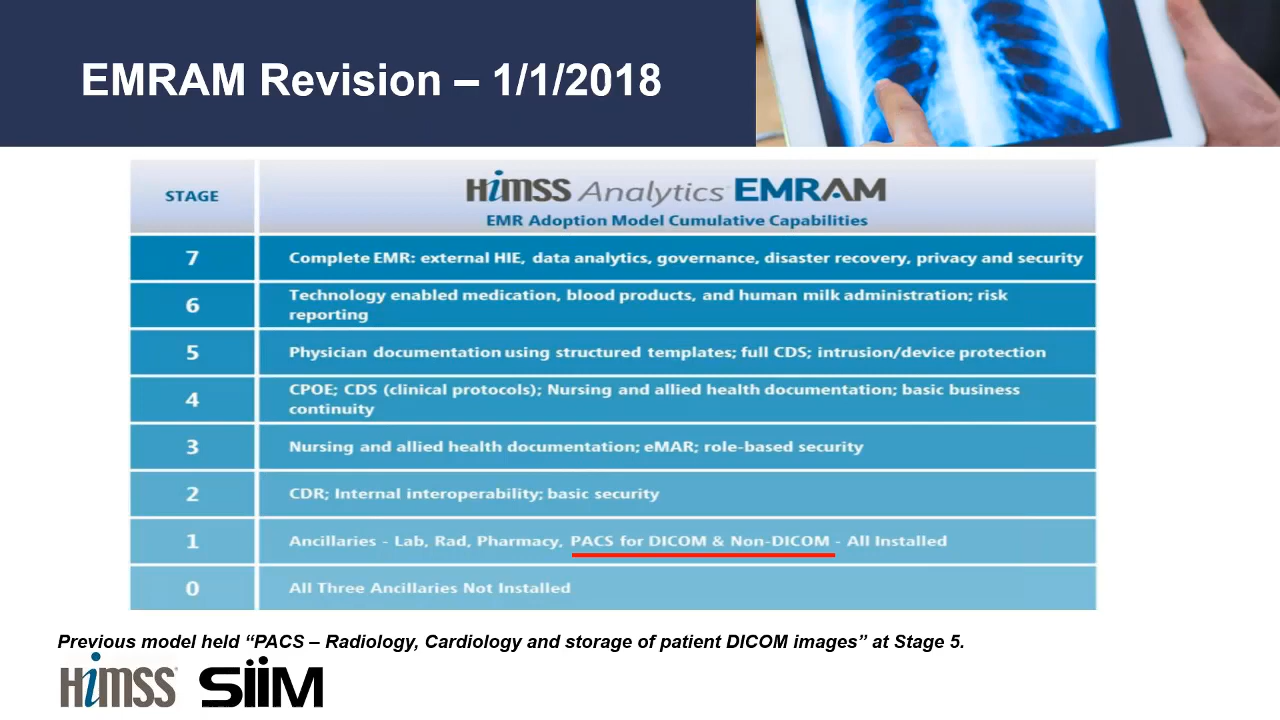 EMRAM Revision – 1/1/2018
STAGE
HIMSS Analytics EMRAM
EMR Adoption Model Cumulative Capabilities
7
Complete EMR: external HIE, data analytics, governance, disaster recovery, privacy and security
6
Technology enabled medication, blood products, and human milk administration; risk
reporting
5
Physician documentation using structured templates; full CDS; intrusion/device protection
4
CPOE; CDS (clinical protocols); Nursing and allied health documentation; basic business
continuity
3
Nursing and allied health documentation; eMAR; role-based security
2
CDR; Internal interoperability; basic security
1
Ancillaries - Lab, Rad, Pharmacy, PACS for DICOM & Non-DICOM - All Installed
0
All Three Ancillaries Not Installed
Previous model held “PACS – Radiology, Cardiology and storage of patient DICOM images” at Stage 5.
HiMSS SiiM